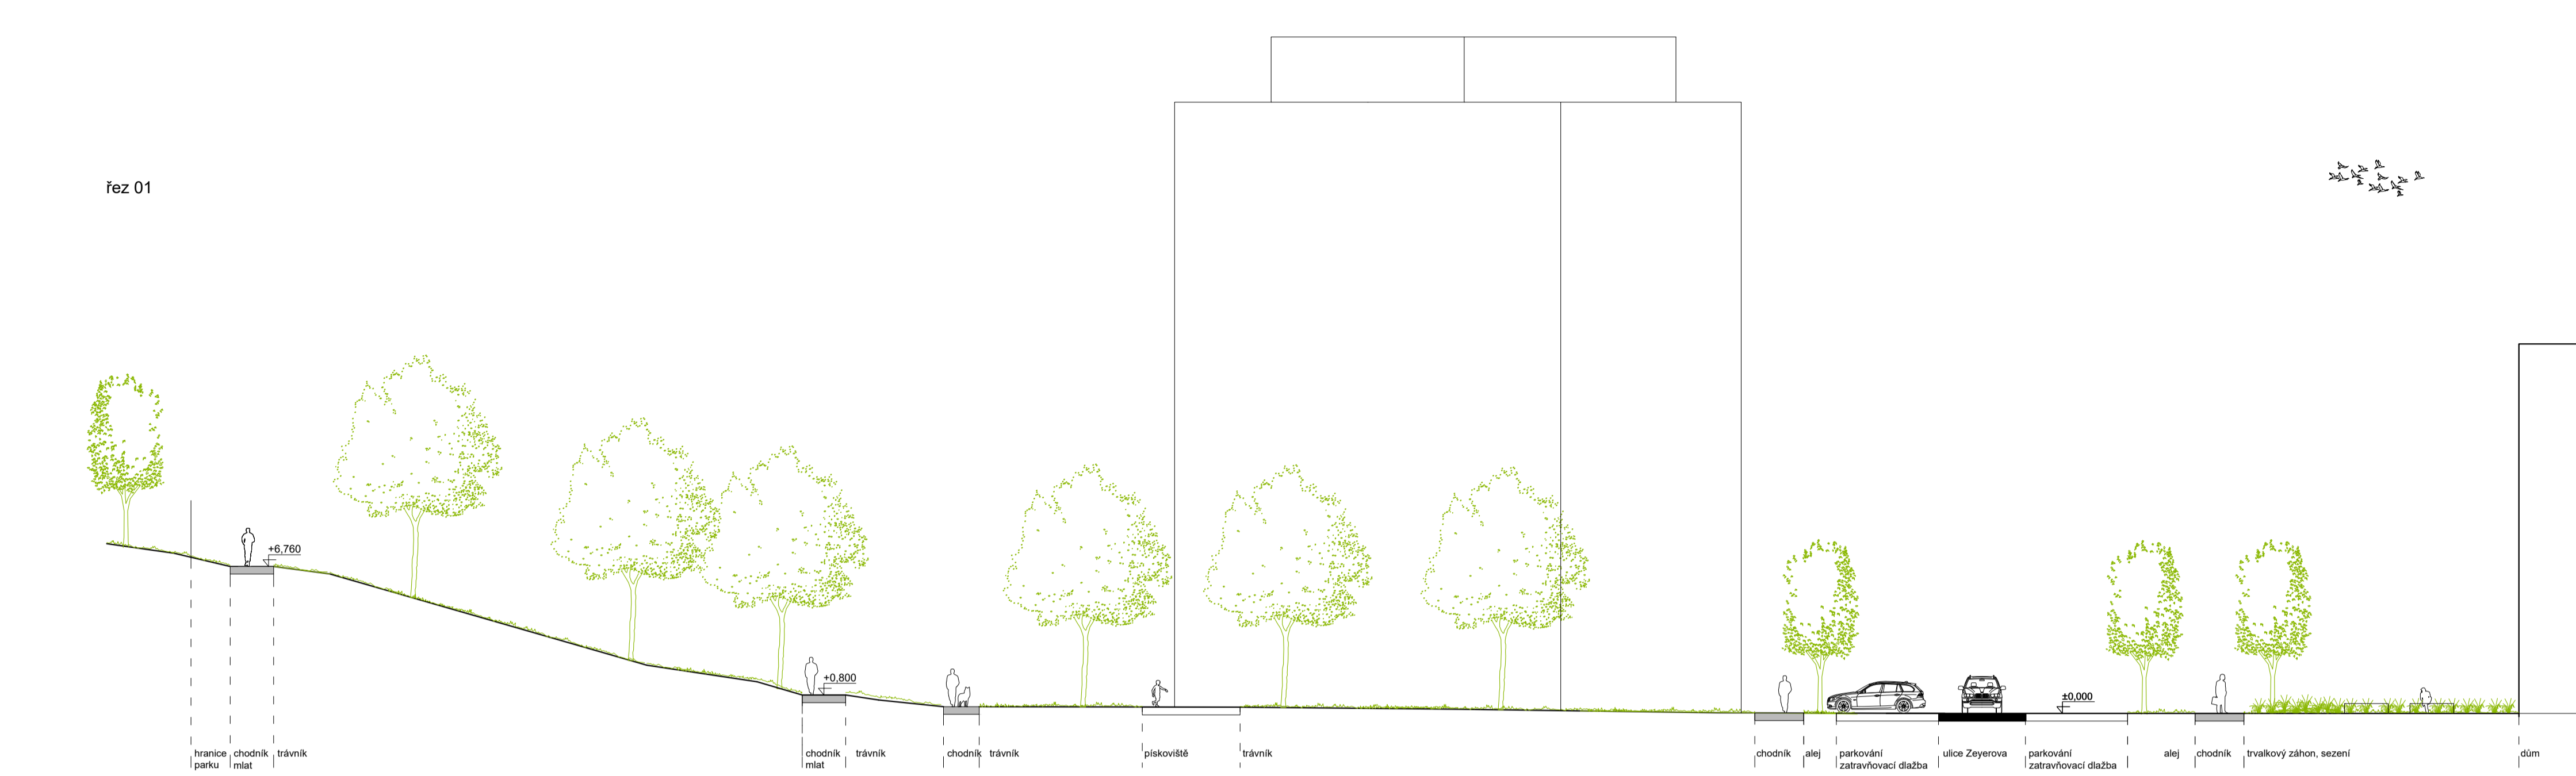 řez 01
+6,760
+0,800
±0,000
hranice
parku
chodník
mlat
trávník
chodník
mlat
trávník
chodník
trávník
pískoviště
trávník
chodník
alej
parkování
zatravňovací dlažba
ulice Zeyerova
parkování
zatravňovací dlažba
alej
chodník
trvalkový záhon, sezení
dům